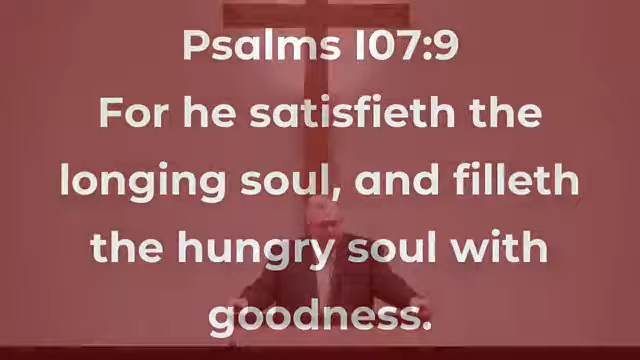 Psalms 107:9
For he satisfieth the
longing soul, and filleth
the hungry soul with
goodness.